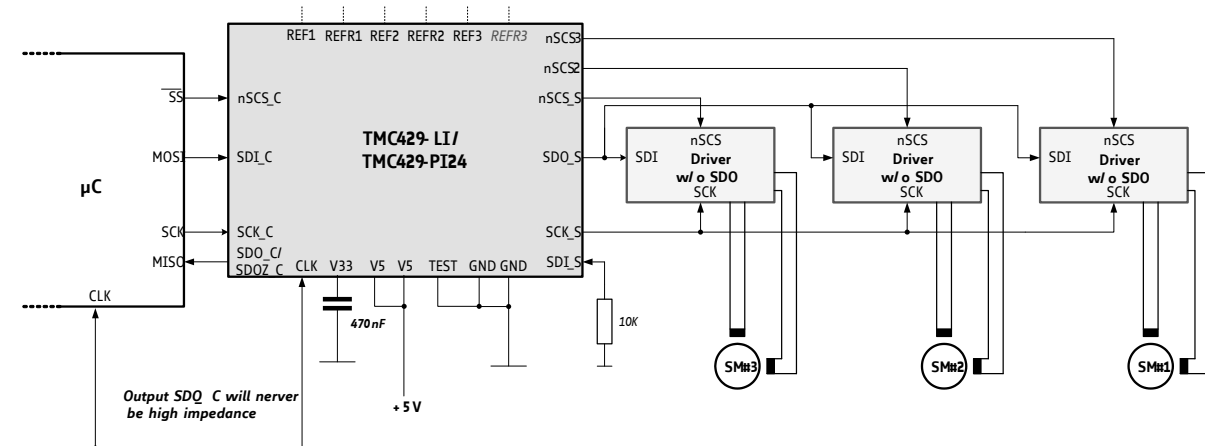 REF1 REFR1 REF2 REFR2 REF3 REFR3
nSCS3
nSCS2
SS
nSCS_C
nSCS_S
TMC429-LI/
TMC429-PI24
MOSI
SDI_C
SDO_S
µC
SCK
SCK_C
SCK_S
MISO
SDO_C/
SDOZ_C
CLK V33 V5 V5 TEST GND GND
SDI_S
CLK
470nF
10K
+5V
Output SDO_C will nerver
be high impedance
nSCS
SDI
Driver
w/o SDO
SCK
nSCS
SDI
Driver
w/o SDO
SCK
nSCS
SDI
Driver
w/o SDO
SCK
SM#3
SM#2
SM#1